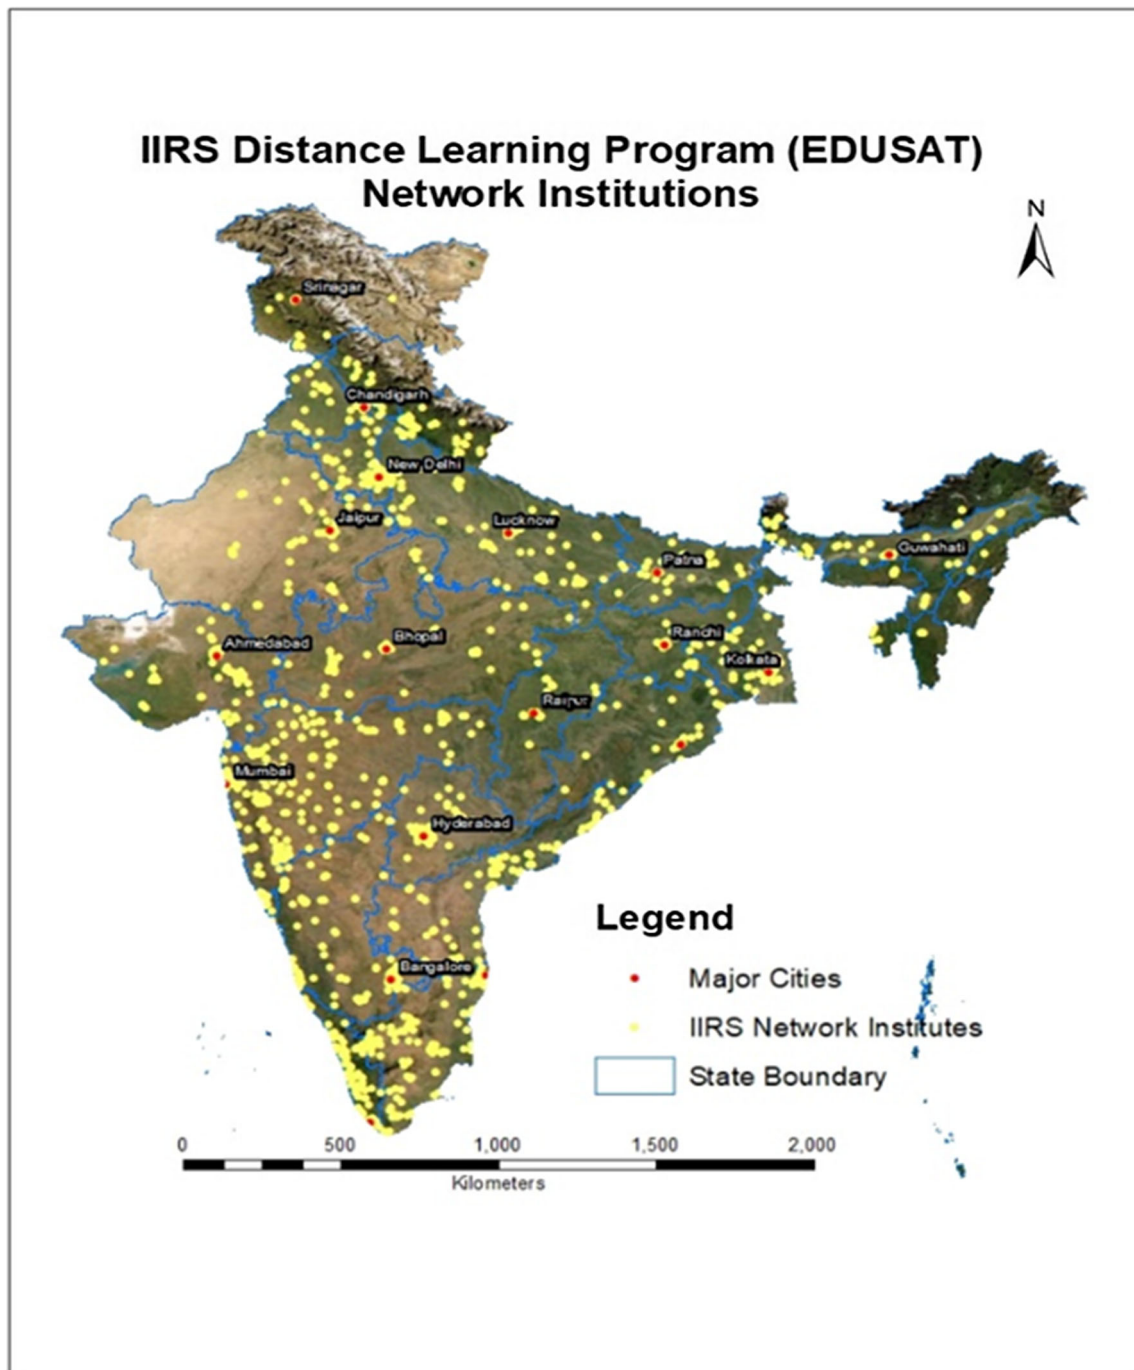 IIRS Distance Learning Program (EDUSAT)
Network Institutions
N
Srinagar
Chandigarh
New Delhi
Jaipur
Lucknow
Guwahati
Patna
Ahmedabad
Bhopal
Ranchi
Kolkata
Raipur
Mumbai
Hyderabad
Bangalore
Legend
Major Cities
IIRS Network Institutes
State Boundary
0 500 1,000 1,500 2,000
Kilometers